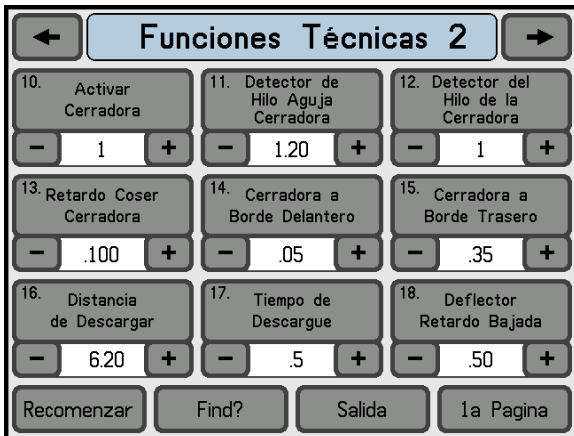 Funciones Técnicas 2
10. Activar
Cerradora
- 1 +
11. Detector de
Hilo Aguja
Cerradora
- 1.20 +
12. Detector del
Hilo de la
Cerradora
- 1 +
13. Retardo Coser
Cerradora
- .100 +
14. Cerradora a
Borde Delantero
- .05 +
15. Cerradora a
Borde Trasero
- .35 +
16. Distancia
de Descargar
- 6.20 +
17. Tiempo de
Descargue
- .5 +
18. Deflector
Retardo Bajada
- .50 +
Recomenzar
Find?
Salida
1a Pagina